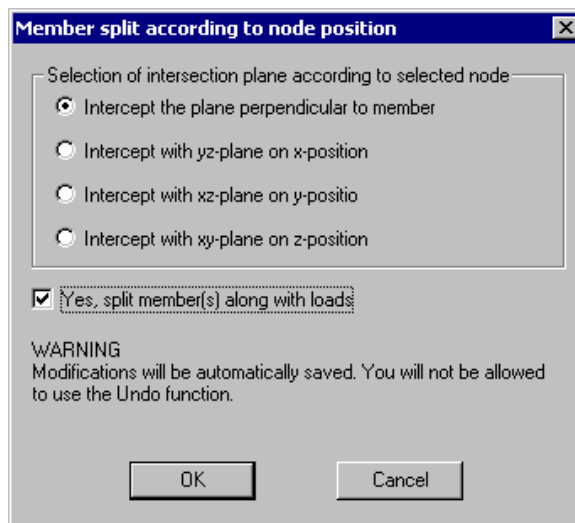 Member split according to node position
Selection of intersection plane according to selected node
Intercept the plane perpendicular to member
Intercept with yz-plane on x-position
Intercept with xz-plane on y-positio
Intercept with xy-plane on z-position
Yes, split member(s) along with loads
WARNING
Modifications will be automatically saved. You will not be allowed
to use the Undo function.
OK Cancel